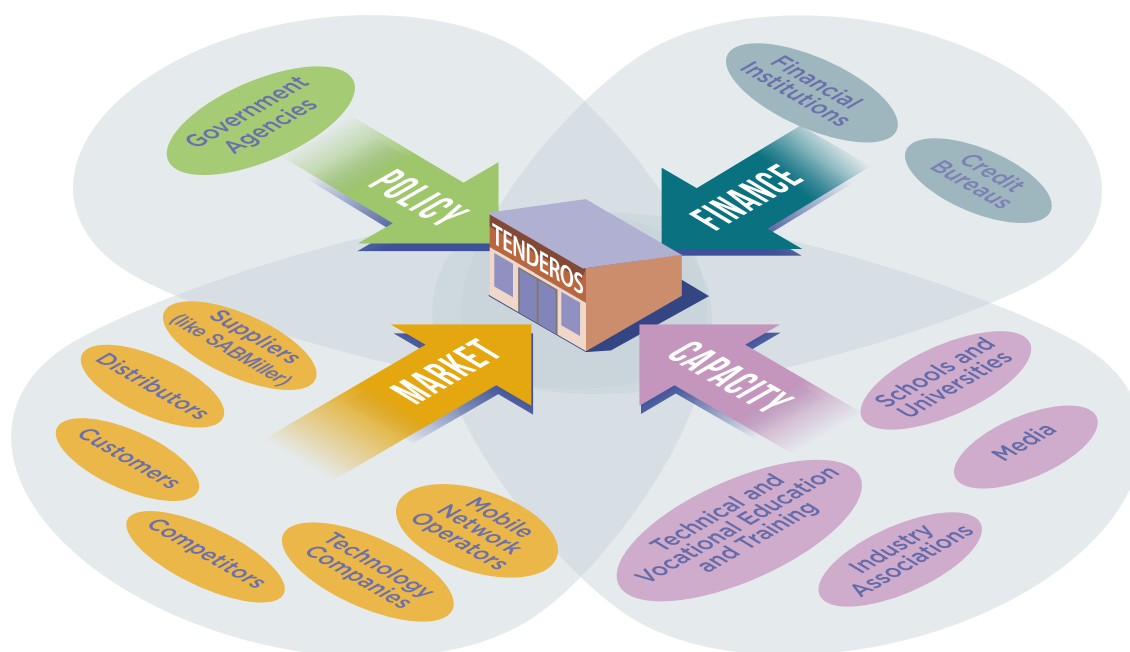 Government
Agencies
POLICY
Financial
Institutions
Credit
Bureaus
FINANCE
TENDEROS
Suppliers
(like SABMiller)
Distributors
Customers
Competitors
Technology
Companies
Mobile
Network
Operators
MARKET
CAPACITY
Schools and
Universities
Media
Technical and
Vocational Education
and Training
Industry
Associations